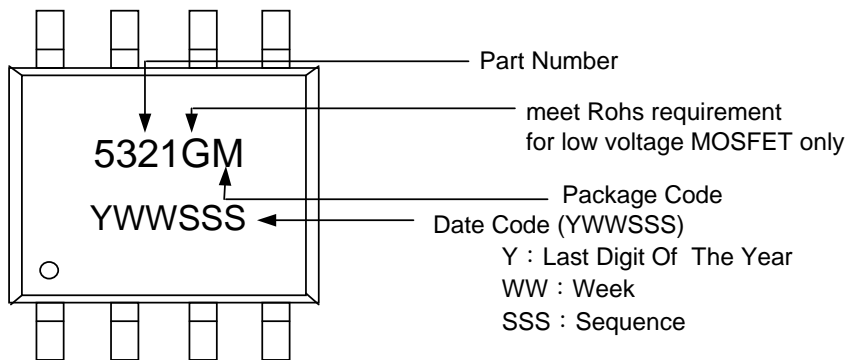 Part Number
meet Rohs requirement
for low voltage MOSFET only
5321GM
Package Code
YWWSSS
Date Code (YWWSSS)
Y：Last Digit Of The Year
WW：Week
SSS：Sequence